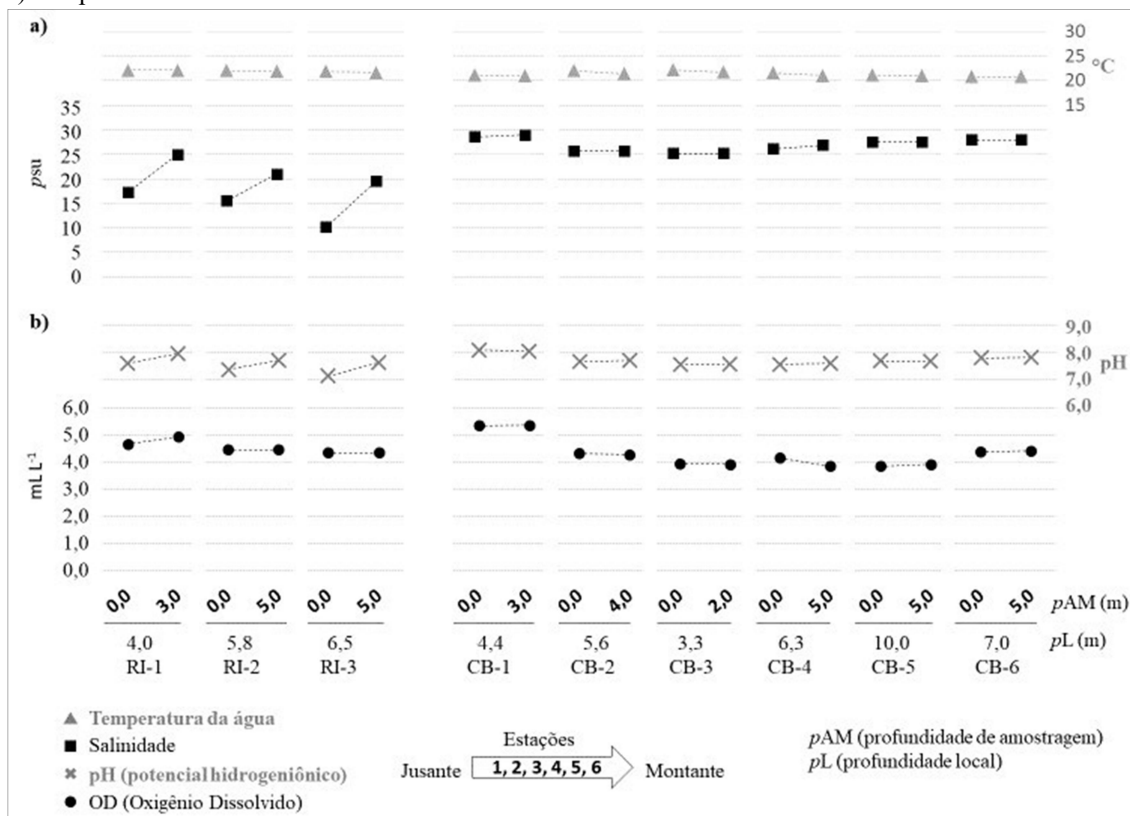 a)
30
25
°C
20
15
35
30
25
20
15
10
5
0
psu
b)
9,0
8,0
pH
7,0
6,0
6,0
5,0
4,0
3,0
2,0
1,0
0,0
mL L⁻¹
0,0 3,0 0,0 5,0 0,0 5,0 0,0 3,0 0,0 4,0 0,0 2,0 0,0 5,0 0,0 5,0 0,0 5,0 pAM (m)
4,0 5,8 6,5 4,4 5,6 3,3 6,3 10,0 7,0 pL (m)
RI-1 RI-2 RI-3 CB-1 CB-2 CB-3 CB-4 CB-5 CB-6
Temperatura da água
Salinidade
pH (potencial hidrogeniônico)
OD (Oxigênio Dissolvido)
Estações
Jusante 1, 2, 3, 4, 5, 6 Montante
pAM (profundidade de amostragem)
pL (profundidade local)